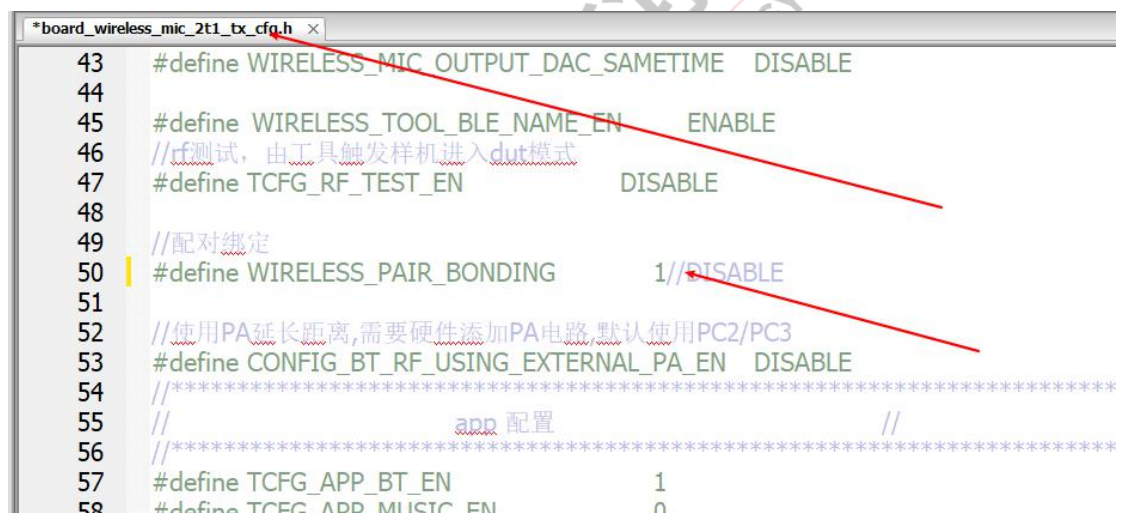 *board_wireless_mic_2t1_tx_cfg.h ×
43 #define WIRELESS_MIC_OUTPUT_DAC_SAMETIME DISABLE
44
45 #define WIRELESS_TOOL_BLE_NAME_EN ENABLE
46 //rf测试，由工具触发样机进入dut模式
47 #define TCFG_RF_TEST_EN DISABLE
48
49 //配对绑定
50 #define WIRELESS_PAIR_BONDING 1//DISABLE
51
52 //使用PA延长距离,需要硬件添加PA电路,默认使用PC2/PC3
53 #define CONFIG_BT_RF_USING_EXTERNAL_PA_EN DISABLE
54 //*************************************************************************
55 // app 配置 //
56 //*************************************************************************
57 #define TCFG_APP_BT_EN 1
58 #define TCFG_APP_MUSIC_EN 0